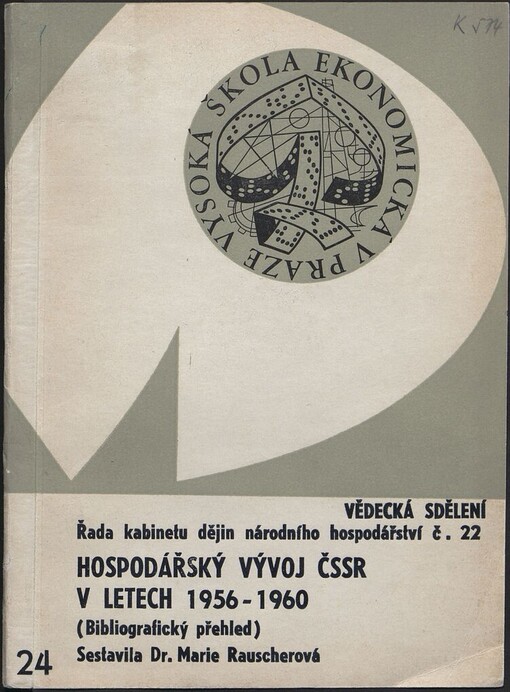 K 514
VYSOKÁ ŠKOLA EKONOMICKÁ V PRAZE
VĚDECKÁ SDĚLENÍ
Řada kabinetu dějin národního hospodářství č. 22
HOSPODÁŘSKÝ VÝVOJ ČSSR
V LETECH 1956-1960
(Bibliografický přehled)
Sestavila Dr. Marie Rauscherová
24